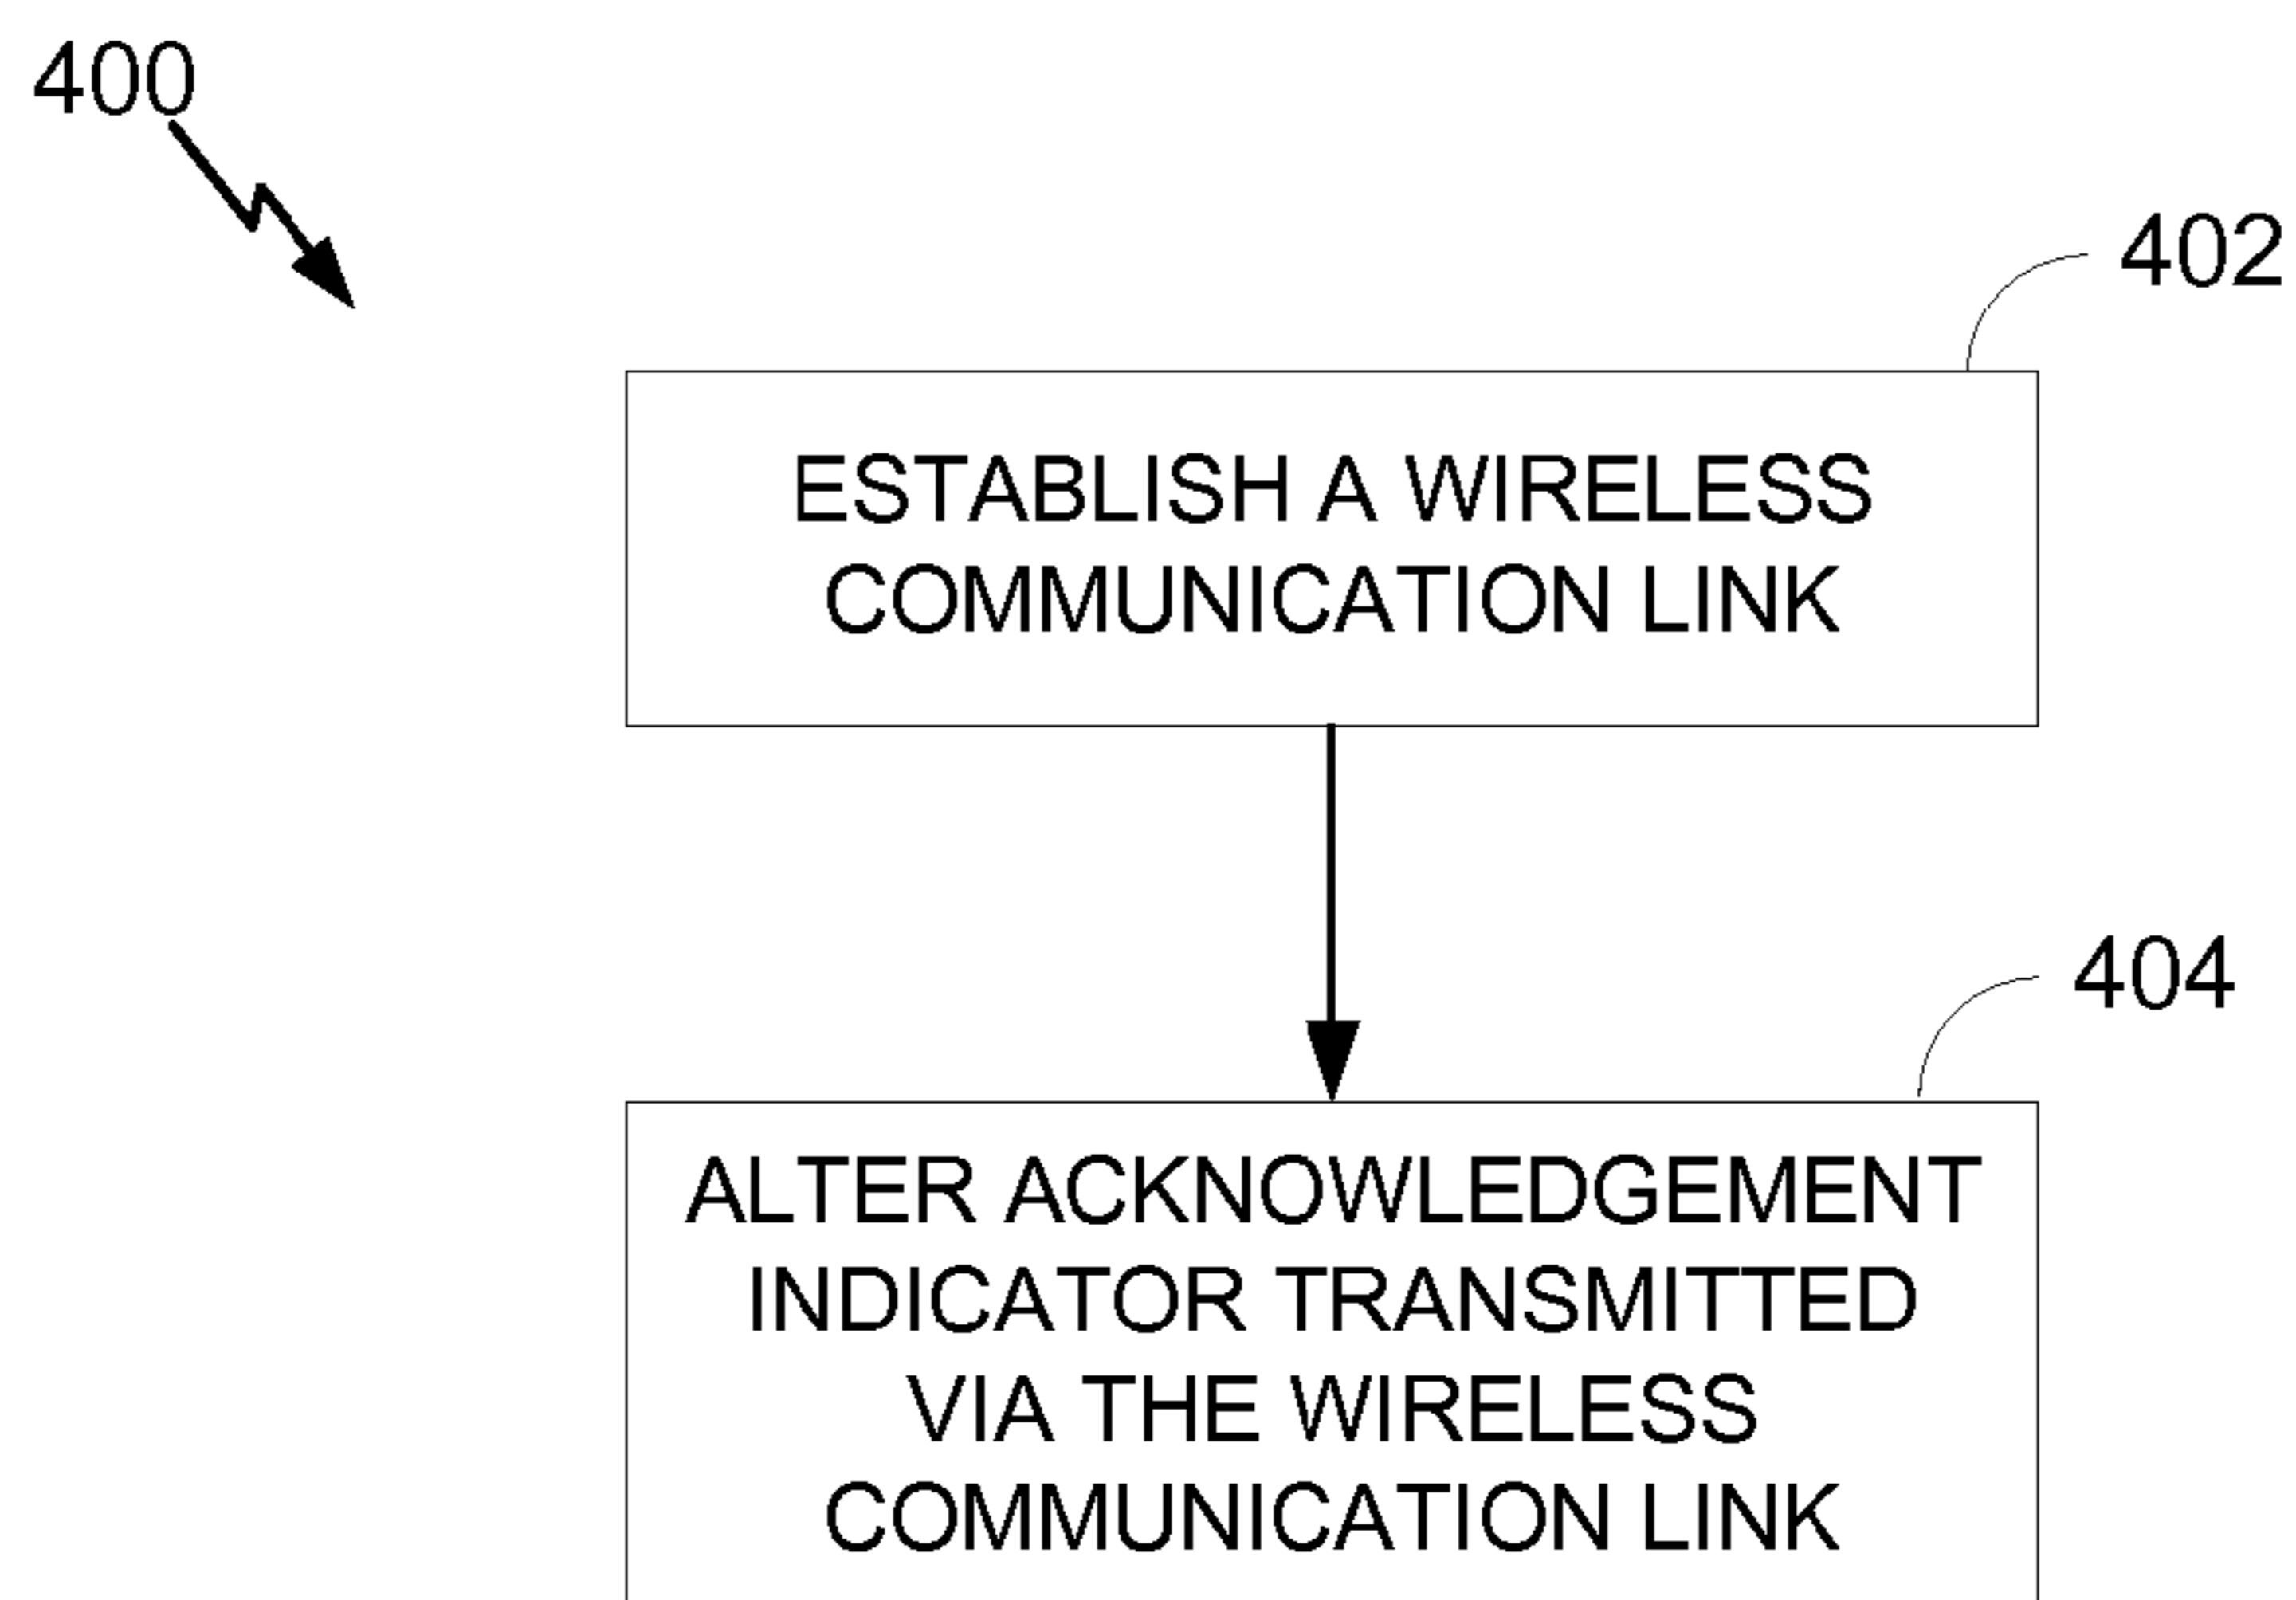 400
402
ESTABLISH A WIRELESS
COMMUNICATION LINK
404
ALTER ACKNOWLEDGEMENT
INDICATOR TRANSMITTED
VIA THE WIRELESS
COMMUNICATION LINK